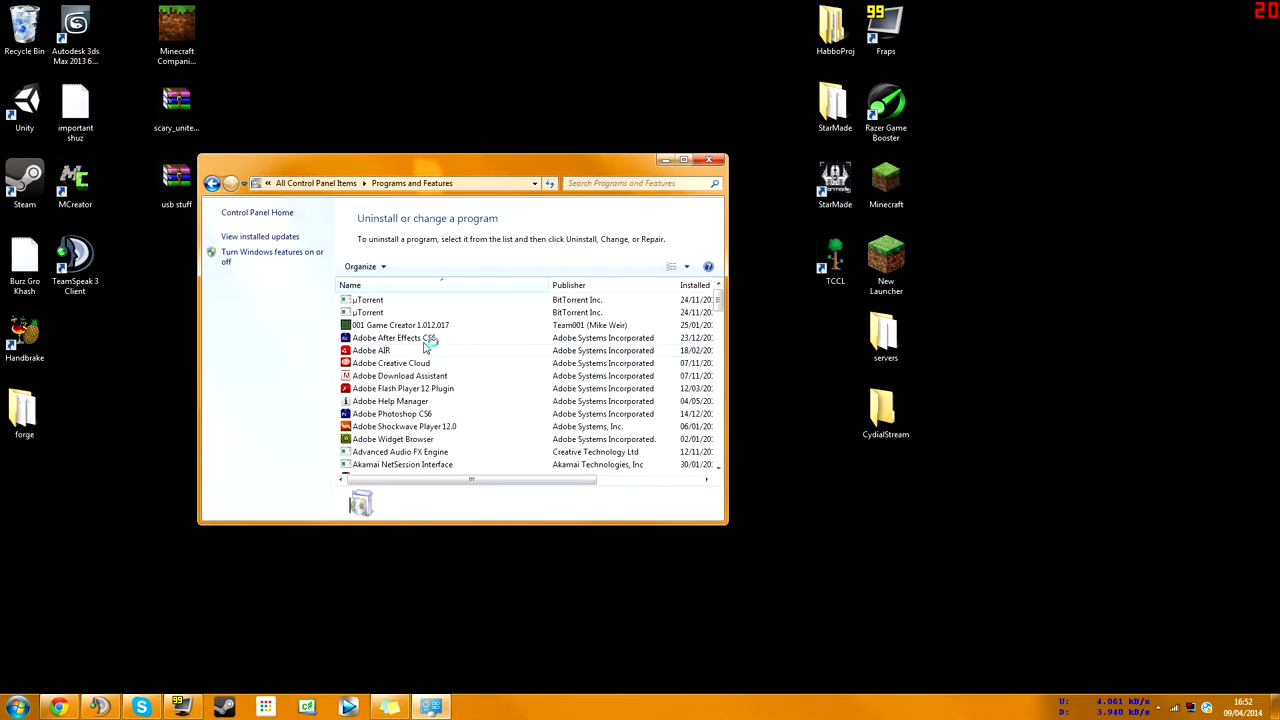 Recycle Bin
Autodesk 3ds
Max 2013 6...
Minecraft
Compani...
Unity
important
shuz
scary_unite...
Steam
MCreator
usb stuff
Burz Gro
Khash
TeamSpeak 3
Client
Handbrake
forge
99
20
HabboProj
Fraps
StarMade
Razer Game
Booster
StarMade
Minecraft
TCCL
New
Launcher
servers
CydialStream
« All Control Panel Items ▸ Programs and Features
Search Programs and Features
Control Panel Home
View installed updates
Turn Windows features on or
off
Uninstall or change a program
To uninstall a program, select it from the list and then click Uninstall, Change, or Repair.
Organize
Name Publisher Installed
µTorrent BitTorrent Inc. 24/11/20
µTorrent BitTorrent Inc. 24/11/20
001 Game Creator 1.012.017 Team001 (Mike Weir) 25/01/20
Adobe After Effects CS6 Adobe Systems Incorporated 23/12/20
Adobe AIR Adobe Systems Incorporated 18/02/20
Adobe Creative Cloud Adobe Systems Incorporated 07/11/20
Adobe Download Assistant Adobe Systems Incorporated 07/11/20
Adobe Flash Player 12 Plugin Adobe Systems Incorporated 12/03/20
Adobe Help Manager Adobe Systems Incorporated 04/05/20
Adobe Photoshop CS6 Adobe Systems Incorporated 14/12/20
Adobe Shockwave Player 12.0 Adobe Systems, Inc. 06/01/20
Adobe Widget Browser Adobe Systems Incorporated. 02/01/20
Advanced Audio FX Engine Creative Technology Ltd 12/11/20
Akamai NetSession Interface Akamai Technologies, Inc 30/01/20
99
U: 4.061 kB/s
D: 3.940 kB/s
16:52
09/04/2014